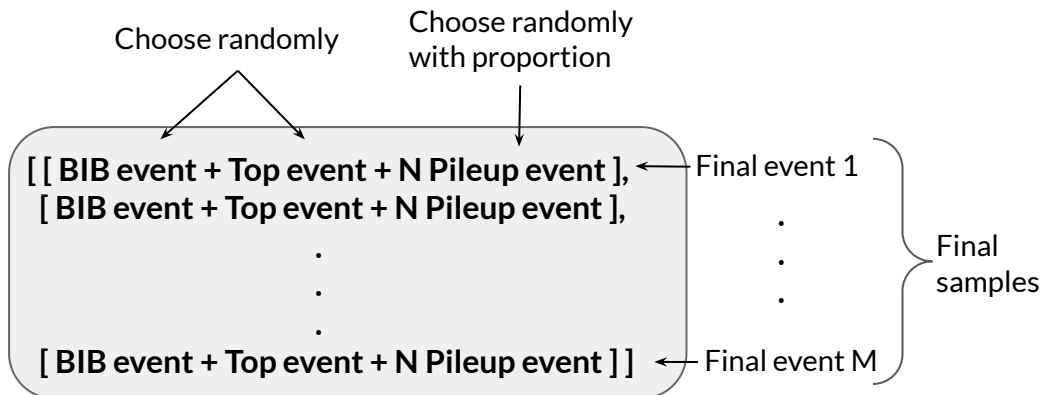 Choose randomly
Choose randomly
with proportion
[ [ BIB event + Top event + N Pileup event ],
Final event 1
[ BIB event + Top event + N Pileup event ],
.
.
.
.
.
.
Final
samples
[ BIB event + Top event + N Pileup event ] ]
Final event M